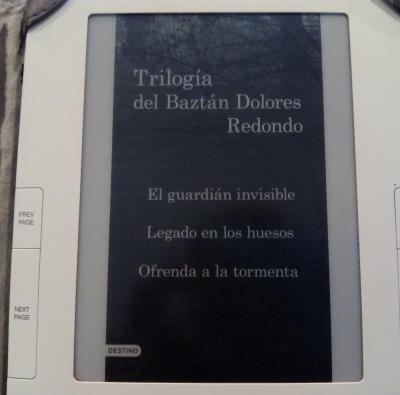 Trilogía
del Baztán Dolores
Redondo
El guardián invisible
Legado en los huesos
Ofrenda a la tormenta
DESTINO
PREV
PAGE
NEXT
PAGE